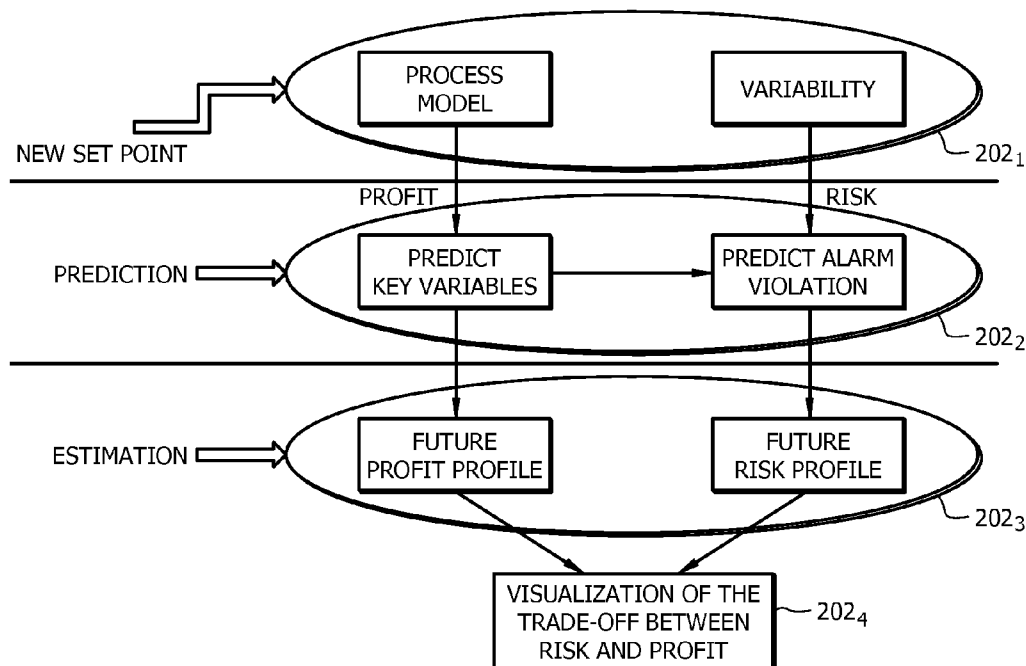 PROCESS
MODEL
VARIABILITY
NEW SET POINT
202₁
PROFIT
RISK
PREDICTION
PREDICT
KEY VARIABLES
PREDICT ALARM
VIOLATION
202₂
ESTIMATION
FUTURE
PROFIT PROFILE
FUTURE
RISK PROFILE
202₃
VISUALIZATION OF THE
TRADE-OFF BETWEEN
RISK AND PROFIT
202₄